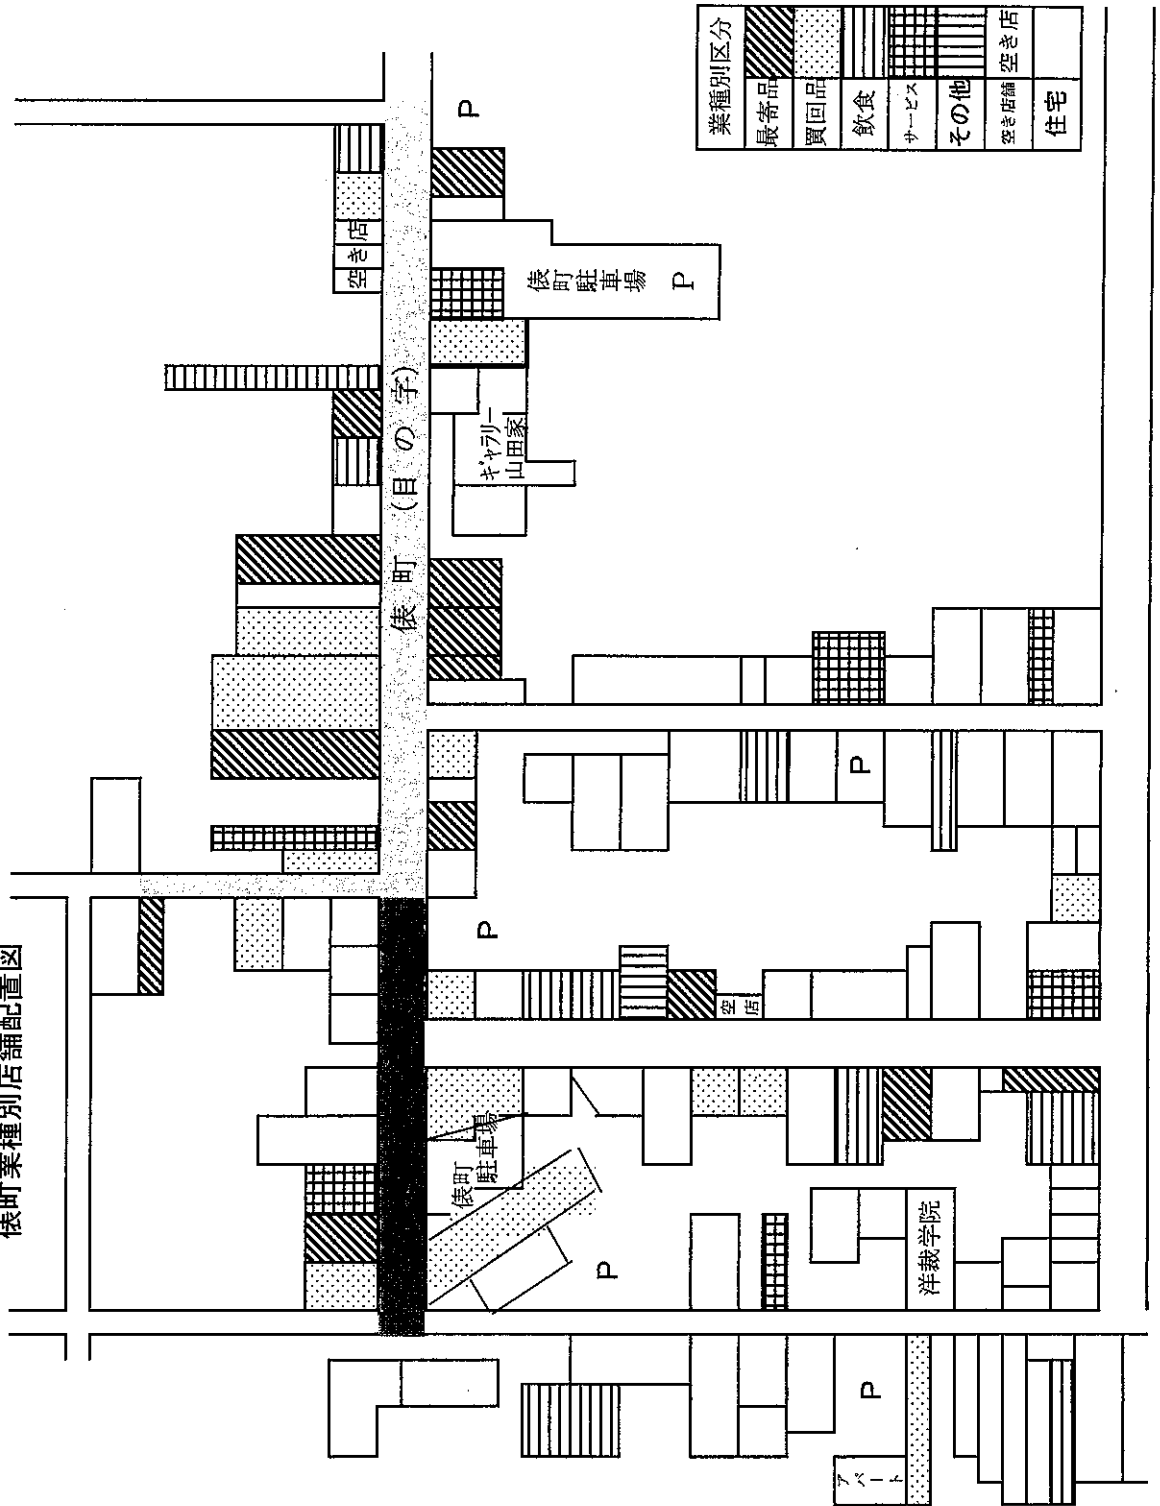 俵町業種別店舗配置図
業種別区分
最寄品
買回品
飲食
サービス
その他
空き店舗 空き店
住宅
空き店
P
俵町(目の字)
俵町
駐車場
P
ギャラリー
山田家
P
P
空店
俵町
駐車場
P
洋裁学院
P
アパート